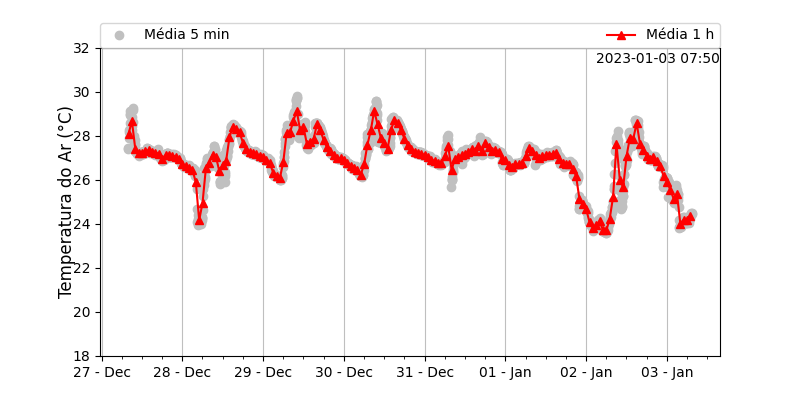 Média 5 min
Média 1 h
2023-01-03 07:50
Temperatura do Ar (°C)
32
30
28
26
24
22
20
18
27 - Dec
28 - Dec
29 - Dec
30 - Dec
31 - Dec
01 - Jan
02 - Jan
03 - Jan